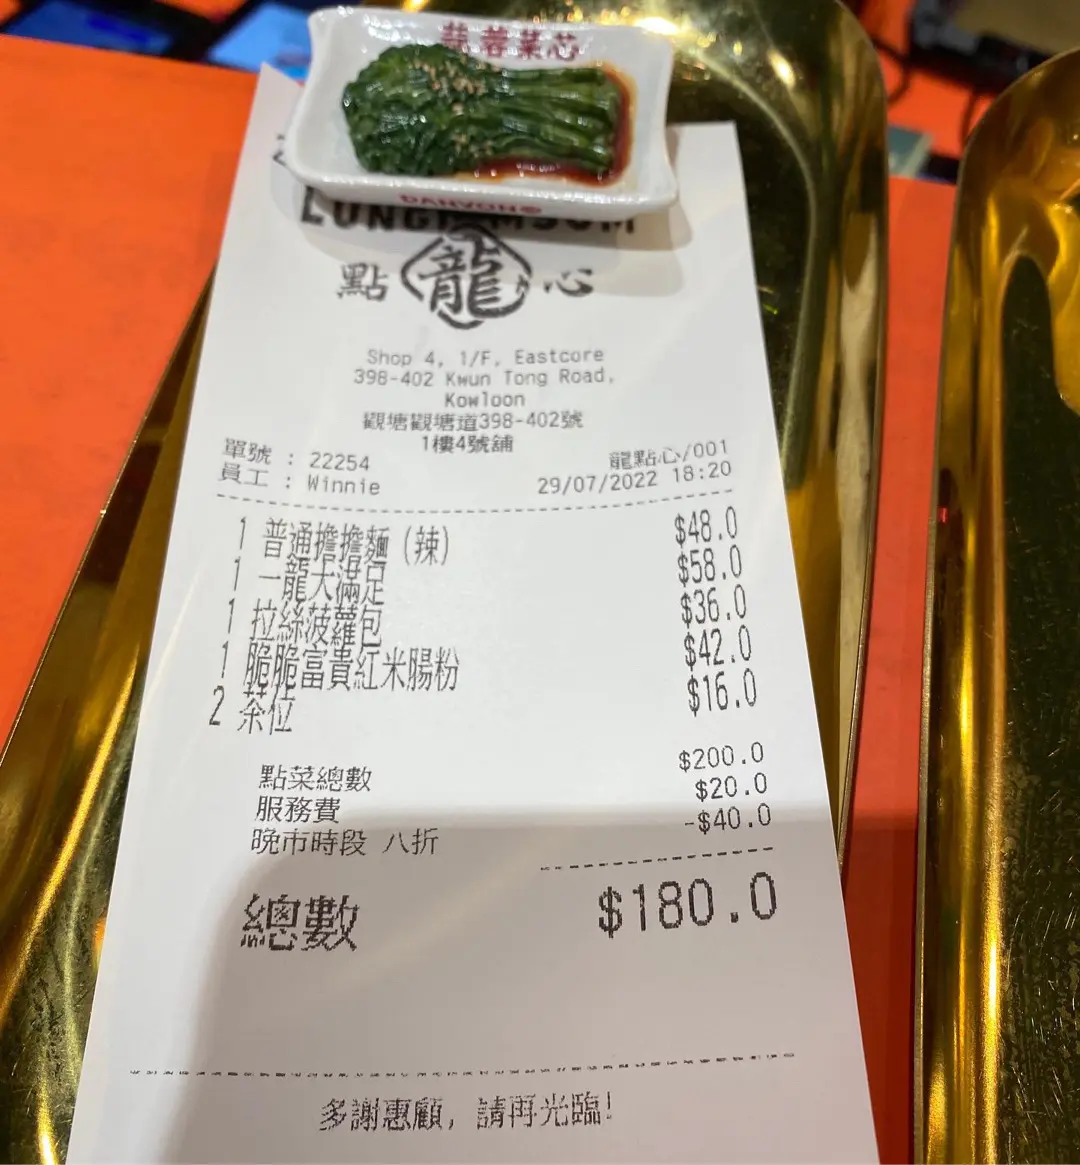 蒜蓉菜芯
DANYUN®
點 龍 心
Shop 4, 1/F, Eastcore
398-402 Kwun Tong Road,
Kowloon
觀塘觀塘道398-402號
1樓4號舖
單號 : 22254 龍點心/001
員工 : Winnie 29/07/2022 18:20
1 普通擔擔麵 (辣) $48.0
1 一龍大滿足 $58.0
1 拉絲菠蘿包 $36.0
1 脆脆富貴紅米腸粉 $42.0
2 茶位 $16.0
點菜總數 $200.0
服務費 $20.0
晚市時段 八折 -$40.0
總數 $180.0
多謝惠顧, 請再光臨!